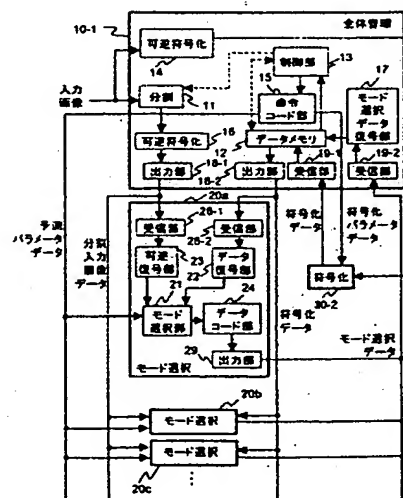 全体管理
10-1
可逆符号化
14
制御部
13
15
命令
コード部
17
モード
選択
データ
信号部
入力
画像
分割
11
可逆符号化
16
12
データメモリ
出力部
18-1
出力部
18-2
受信部
19-1
受信部
19-2
20a
受信部
26-1
受信部
26-2
可逆
復号部
23
データ
復号部
22
モード
選択部
21
24
データ
コード部
29
出力部
モード選択
パラメータ
データ
分割
入力
画像
データ
符号化
データ
符号化
パラメータ
データ
符号化
30-2
符号化
データ
モード選択
データ
20b
モード選択
モード選択
20c